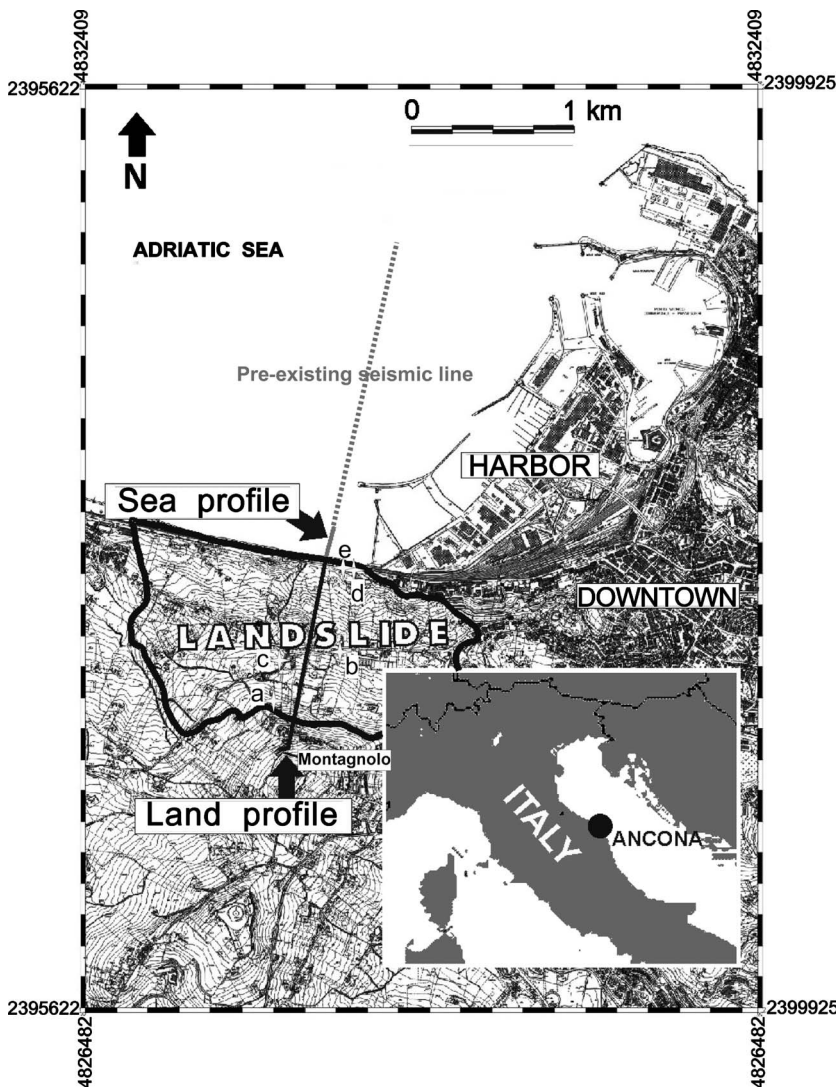 4832409
4832409
2395622
2399925
0 1 km
N
ADRIATIC SEA
Pre-existing seismic line
HARBOR
Sea profile
e
d
DOWNTOWN
LANDSLIDE
c
b
a
Montagnolo
Land profile
ITALY
ANCONA
2395622
2399925
4826482
4826482